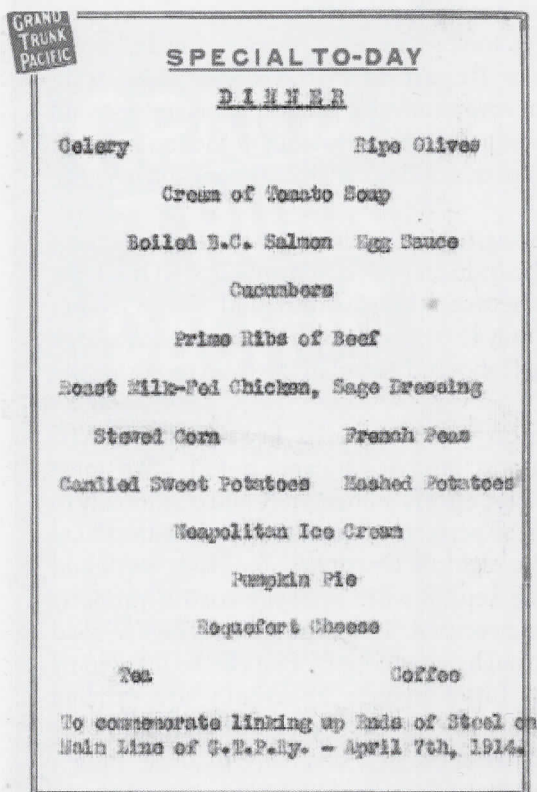 GRAND
TRUNK
PACIFIC
SPECIAL TO-DAY
DINNER
Celery Ripe Olives
Cream of Tomato Soup
Boiled B.C. Salmon Egg Sauce
Cucumbers
Prime Ribs of Beef
Roast Milk-Fed Chicken, Sage Dressing
Stewed Corn French Peas
Candied Sweet Potatoes Mashed Potatoes
Neapolitan Ice Cream
Pumpkin Pie
Roquefort Cheese
Tea Coffee
To commemorate linking up Ends of Steel on
Main Line of G.T.P.Ry. - April 7th, 1914.